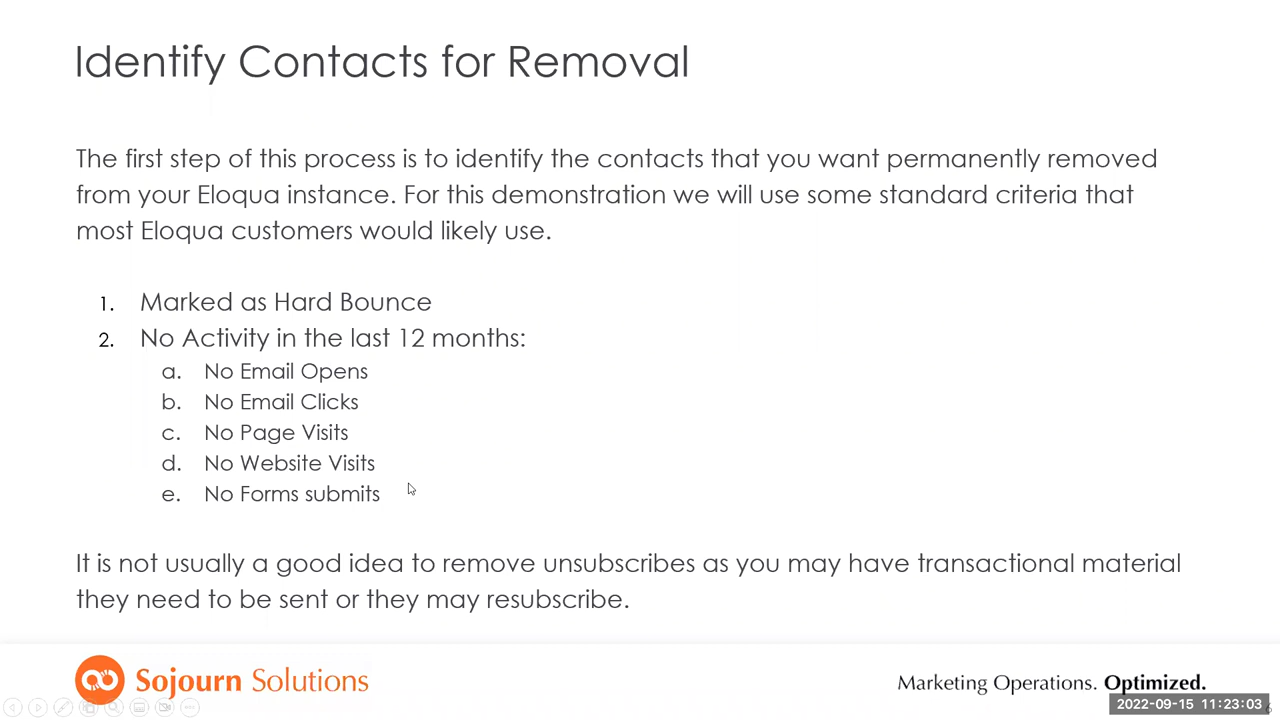 Identify Contacts for Removal
The first step of this process is to identify the contacts that you want permanently removed
from your Eloqua instance. For this demonstration we will use some standard criteria that
most Eloqua customers would likely use.
1. Marked as Hard Bounce
2. No Activity in the last 12 months:
a. No Email Opens
b. No Email Clicks
c. No Page Visits
d. No Website Visits
e. No Forms submits
It is not usually a good idea to remove unsubscribes as you may have transactional material
they need to be sent or they may resubscribe.
Sojourn Solutions
Marketing Operations. Optimized.
2022-09-15 11:23:03
6